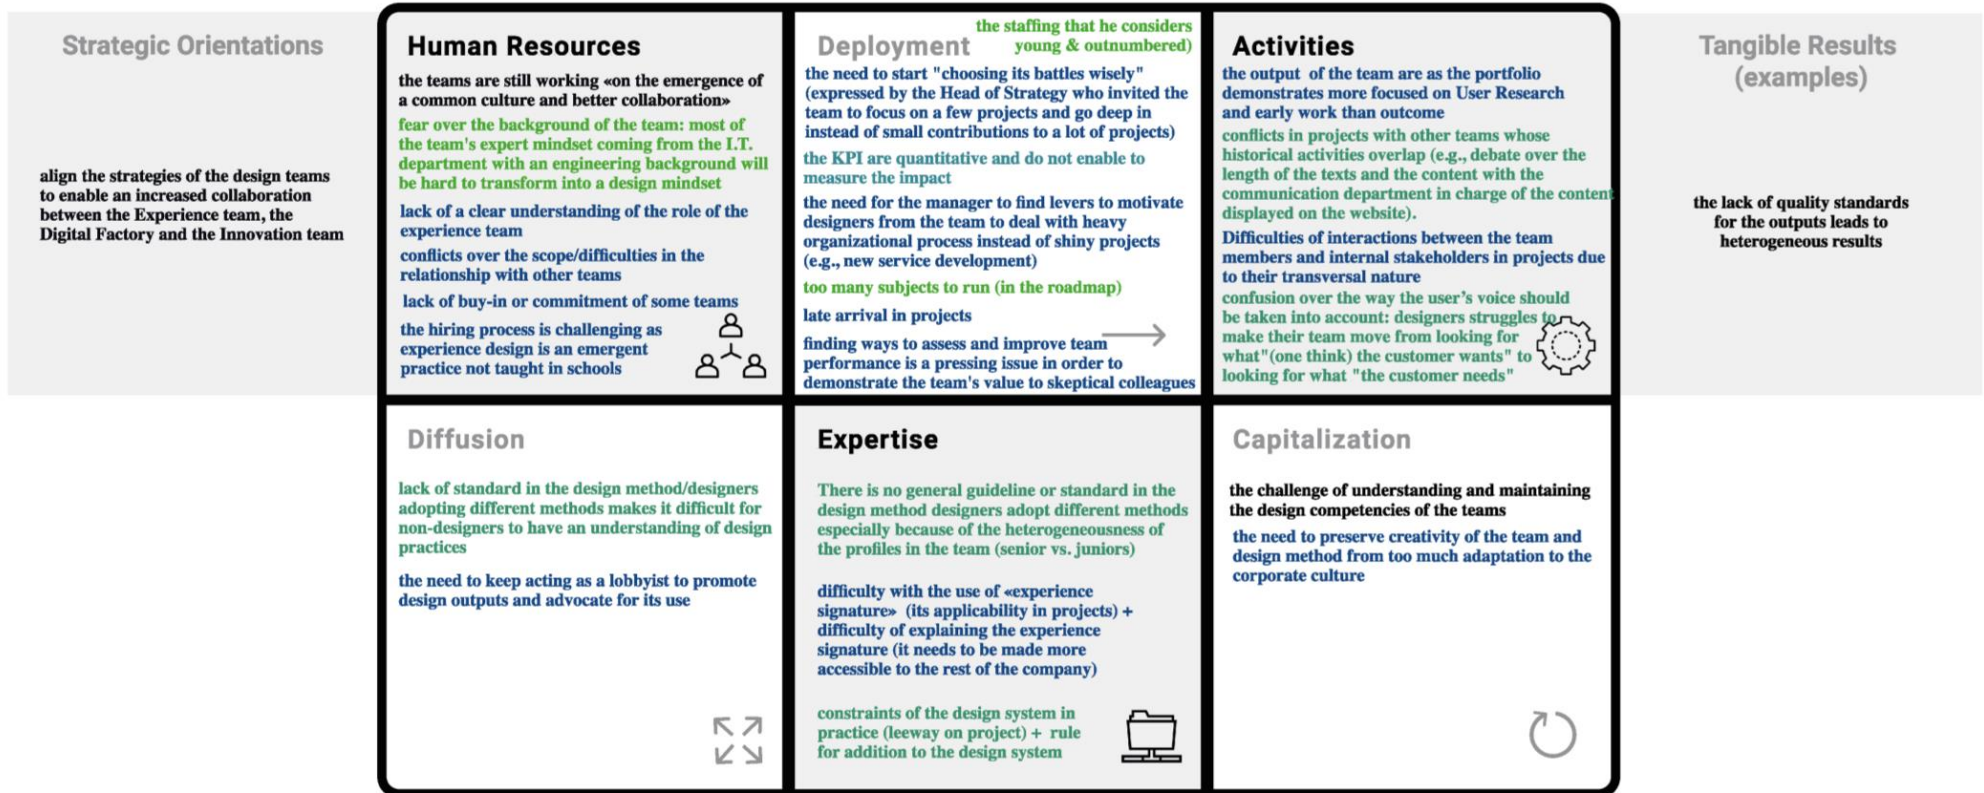 Strategic Orientations
align the strategies of the design teams
to enable an increased collaboration
between the Experience team, the
Digital Factory and the Innovation team
Human Resources
the teams are still working «on the emergence of
a common culture and better collaboration»
fear over the background of the team: most of
the team's expert mindset coming from the I.T.
department with an engineering background will
be hard to transform into a design mindset
lack of a clear understanding of the role of the
experience team
conflicts over the scope/difficulties in the
relationship with other teams
lack of buy-in or commitment of some teams
the hiring process is challenging as
experience design is an emergent
practice not taught in schools
Deployment
the staffing that he considers
young & outnumbered)
the need to start "choosing its battles wisely"
(expressed by the Head of Strategy who invited the
team to focus on a few projects and go deep in
instead of small contributions to a lot of projects)
the KPI are quantitative and do not enable to
measure the impact
the need for the manager to find levers to motivate
designers from the team to deal with heavy
organizational process instead of shiny projects
(e.g., new service development)
too many subjects to run (in the roadmap)
late arrival in projects
finding ways to assess and improve team
performance is a pressing issue in order to
demonstrate the team's value to skeptical colleagues
Activities
the output of the team are as the portfolio
demonstrates more focused on User Research
and early work than outcome
conflicts in projects with other teams whose
historical activities overlap (e.g., debate over the
length of the texts and the content with the
communication department in charge of the content
displayed on the website).
Difficulties of interactions between the team
members and internal stakeholders in projects due
to their transversal nature
confusion over the way the user's voice should
be taken into account: designers struggles to
make their team move from looking for
what"(one think) the customer wants" to
looking for what "the customer needs"
Tangible Results
(examples)
the lack of quality standards
for the outputs leads to
heterogeneous results
Diffusion
lack of standard in the design method/designers
adopting different methods makes it difficult for
non-designers to have an understanding of design
practices
the need to keep acting as a lobbyist to promote
design outputs and advocate for its use
Expertise
There is no general guideline or standard in the
design method designers adopt different methods
especially because of the heterogeneousness of
the profiles in the team (senior vs. juniors)
difficulty with the use of «experience
signature» (its applicability in projects) +
difficulty of explaining the experience
signature (it needs to be made more
accessible to the rest of the company)
constraints of the design system in
practice (leeway on project) + rule
for addition to the design system
Capitalization
the challenge of understanding and maintaining
the design competencies of the teams
the need to preserve creativity of the team and
design method from too much adaptation to the
corporate culture